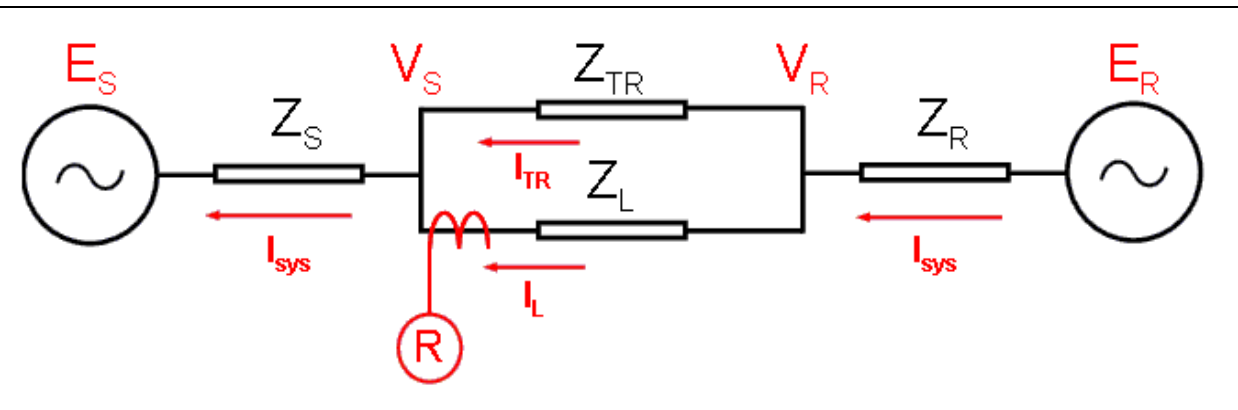 E_S
V_S
Z_TR
V_R
E_R
Z_S
Z_R
I_TR
Z_L
I_sys
I_sys
I_L
R